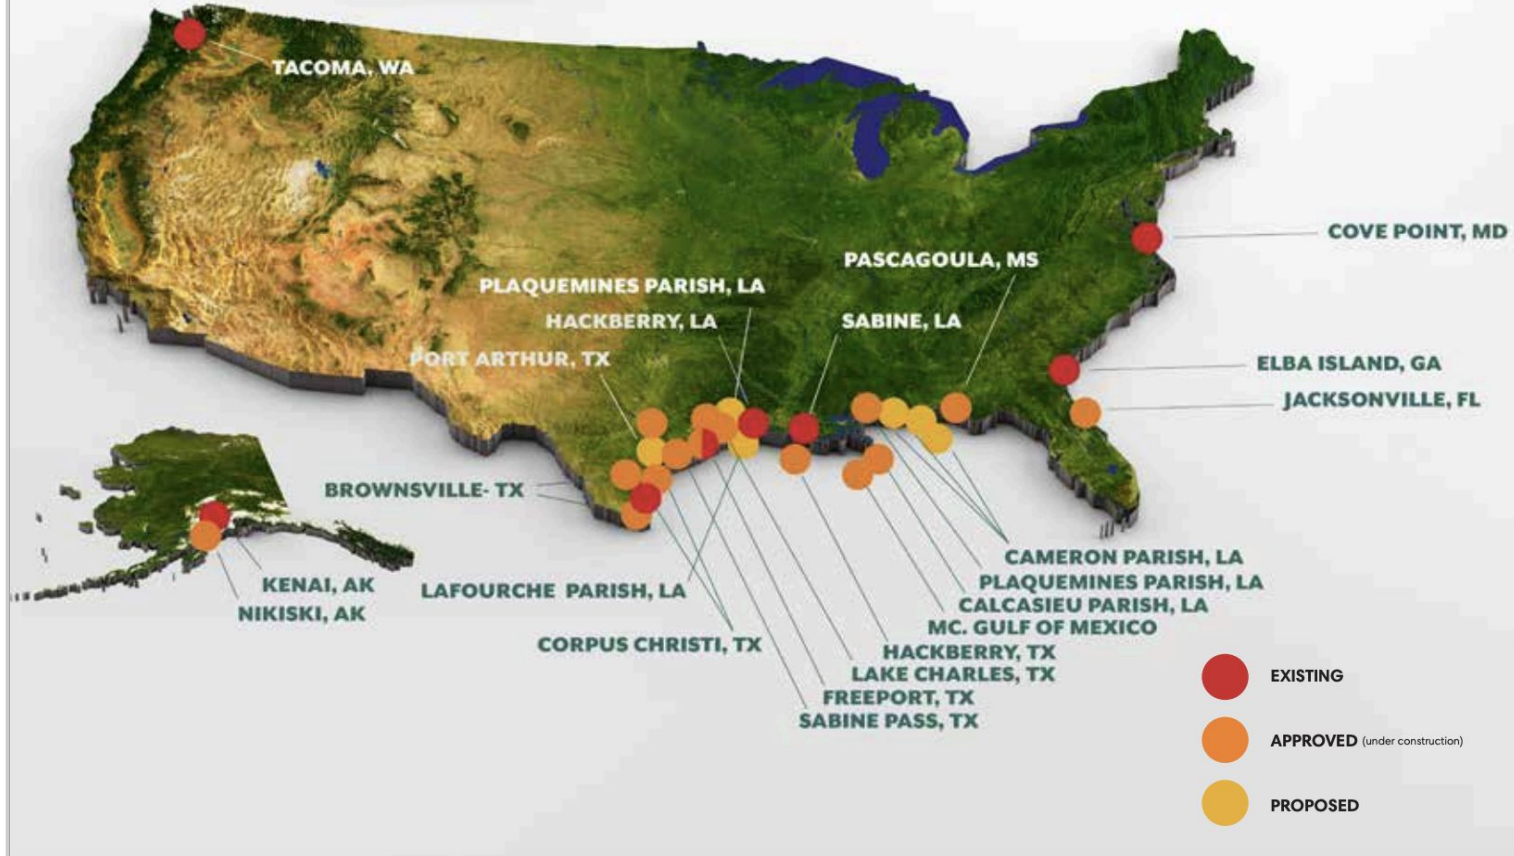 TACOMA, WA
COVE POINT, MD
PASCAGOULA, MS
PLAQUEMINES PARISH, LA
HACKBERRY, LA
SABINE, LA
PORT ARTHUR, TX
ELBA ISLAND, GA
JACKSONVILLE, FL
BROWNSVILLE- TX
CAMERON PARISH, LA
PLAQUEMINES PARISH, LA
KENAI, AK
LAFOURCHE PARISH, LA
CALCASIEU PARISH, LA
NIKISKI, AK
MC. GULF OF MEXICO
CORPUS CHRISTI, TX
HACKBERRY, TX
LAKE CHARLES, TX
FREEPORT, TX
SABINE PASS, TX
EXISTING
APPROVED (under construction)
PROPOSED